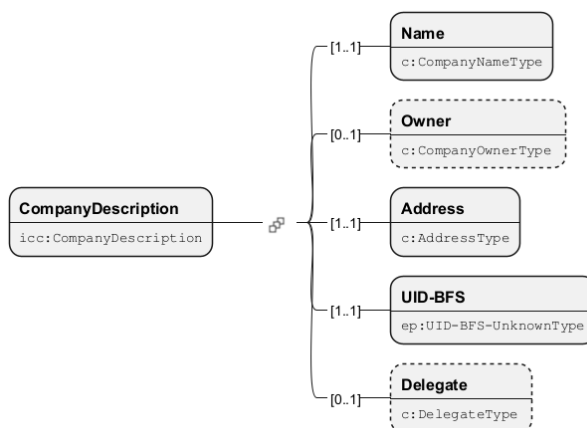 Name
[1..1]
c:CompanyNameType
Owner
[0..1]
c:CompanyOwnerType
CompanyDescription
Address
[1..1]
icc:CompanyDescription
c:AddressType
UID-BFS
[1..1]
ep:UID-BFS-UnknownType
Delegate
[0..1]
c:DelegateType